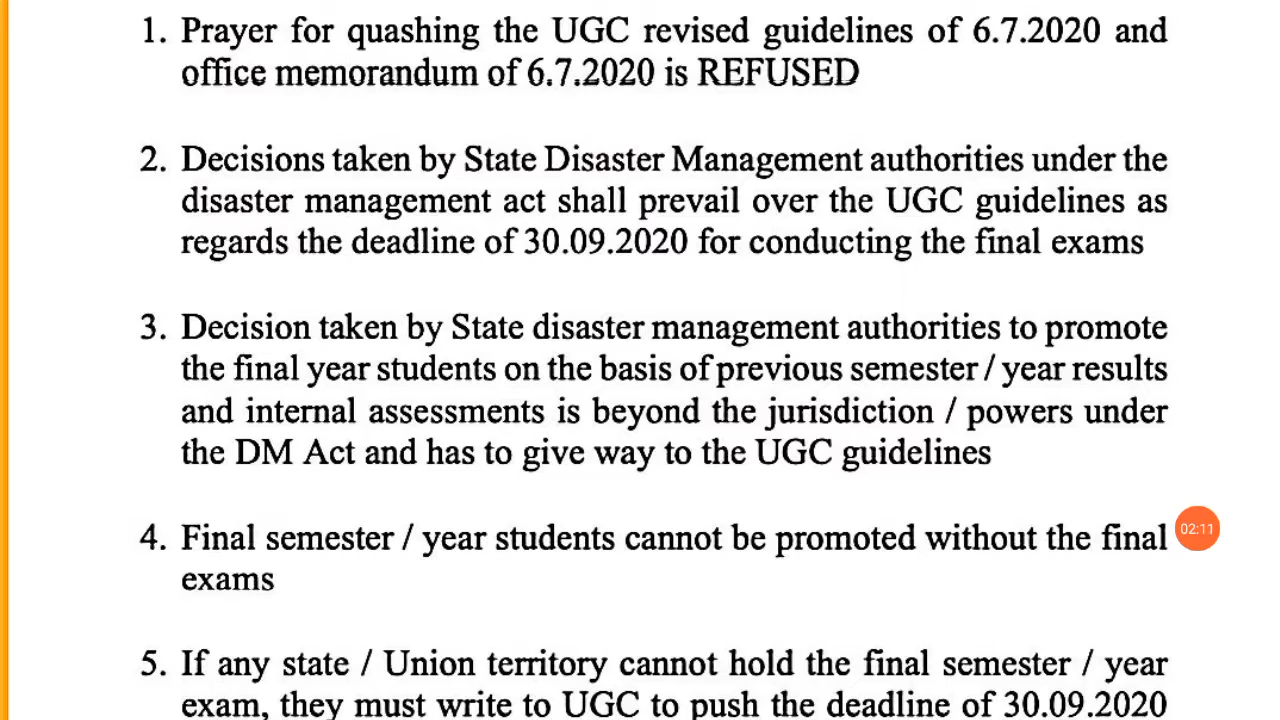 1. Prayer for quashing the UGC revised guidelines of 6.7.2020 and
office memorandum of 6.7.2020 is REFUSED
2. Decisions taken by State Disaster Management authorities under the
disaster management act shall prevail over the UGC guidelines as
regards the deadline of 30.09.2020 for conducting the final exams
3. Decision taken by State disaster management authorities to promote
the final year students on the basis of previous semester / year results
and internal assessments is beyond the jurisdiction / powers under
the DM Act and has to give way to the UGC guidelines
4. Final semester / year students cannot be promoted without the final
exams
02:11
5. If any state / Union territory cannot hold the final semester / year
exam, they must write to UGC to push the deadline of 30.09.2020